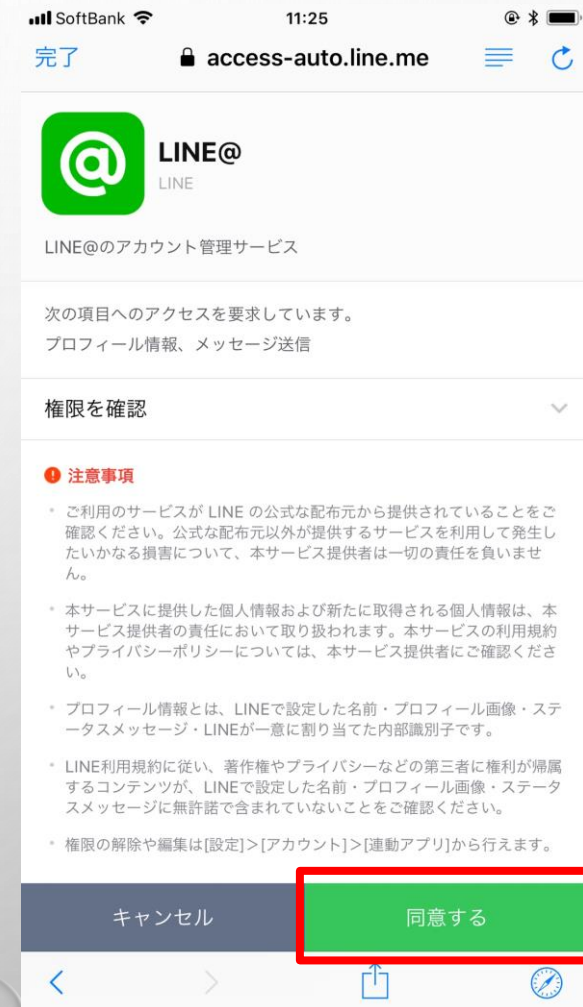 SoftBank 11:25
完了 access-auto.line.me
@ LINE@
LINE
LINE@のアカウント管理サービス
次の項目へのアクセスを要求しています。
プロフィール情報、メッセージ送信
権限を確認
注意事項
ご利用のサービスが LINE の公式な配布元から提供されていることをご
確認ください。公式な配布元以外が提供するサービスを利用して発生し
たいかなる損害について、本サービス提供者は一切の責任を負いませ
ん。
本サービスに提供した個人情報および新たに取得される個人情報は、本
サービス提供者の責任において取り扱われます。本サービスの利用規約
やプライバシーポリシーについては、本サービス提供者にご確認くださ
い。
プロフィール情報とは、LINEで設定した名前・プロフィール画像・ステ
ータスメッセージ・LINEが一意に割り当てた内部識別子です。
LINE利用規約に従い、著作権やプライバシーなどの第三者に権利が帰属
するコンテンツが、LINEで設定した名前・プロフィール画像・ステータ
スメッセージに無許諾で含まれていないことをご確認ください。
権限の解除や編集は[設定]>[アカウント]>[連動アプリ]から行えます。
キャンセル 同意する